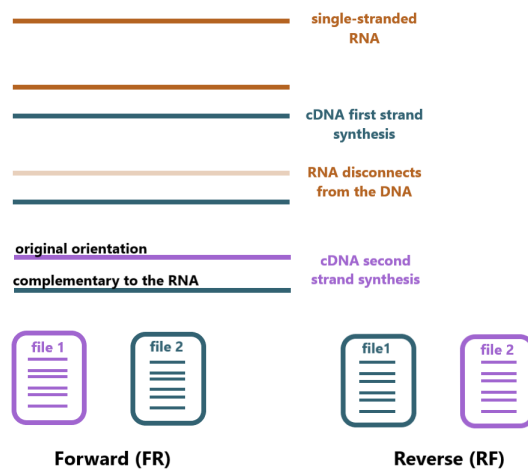 single-stranded
RNA
cDNA first strand
synthesis
RNA disconnects
from the DNA
original orientation
complementary to the RNA
cDNA second
strand synthesis
file 1
file 2
file1
file 2
Forward (FR)
Reverse (RF)